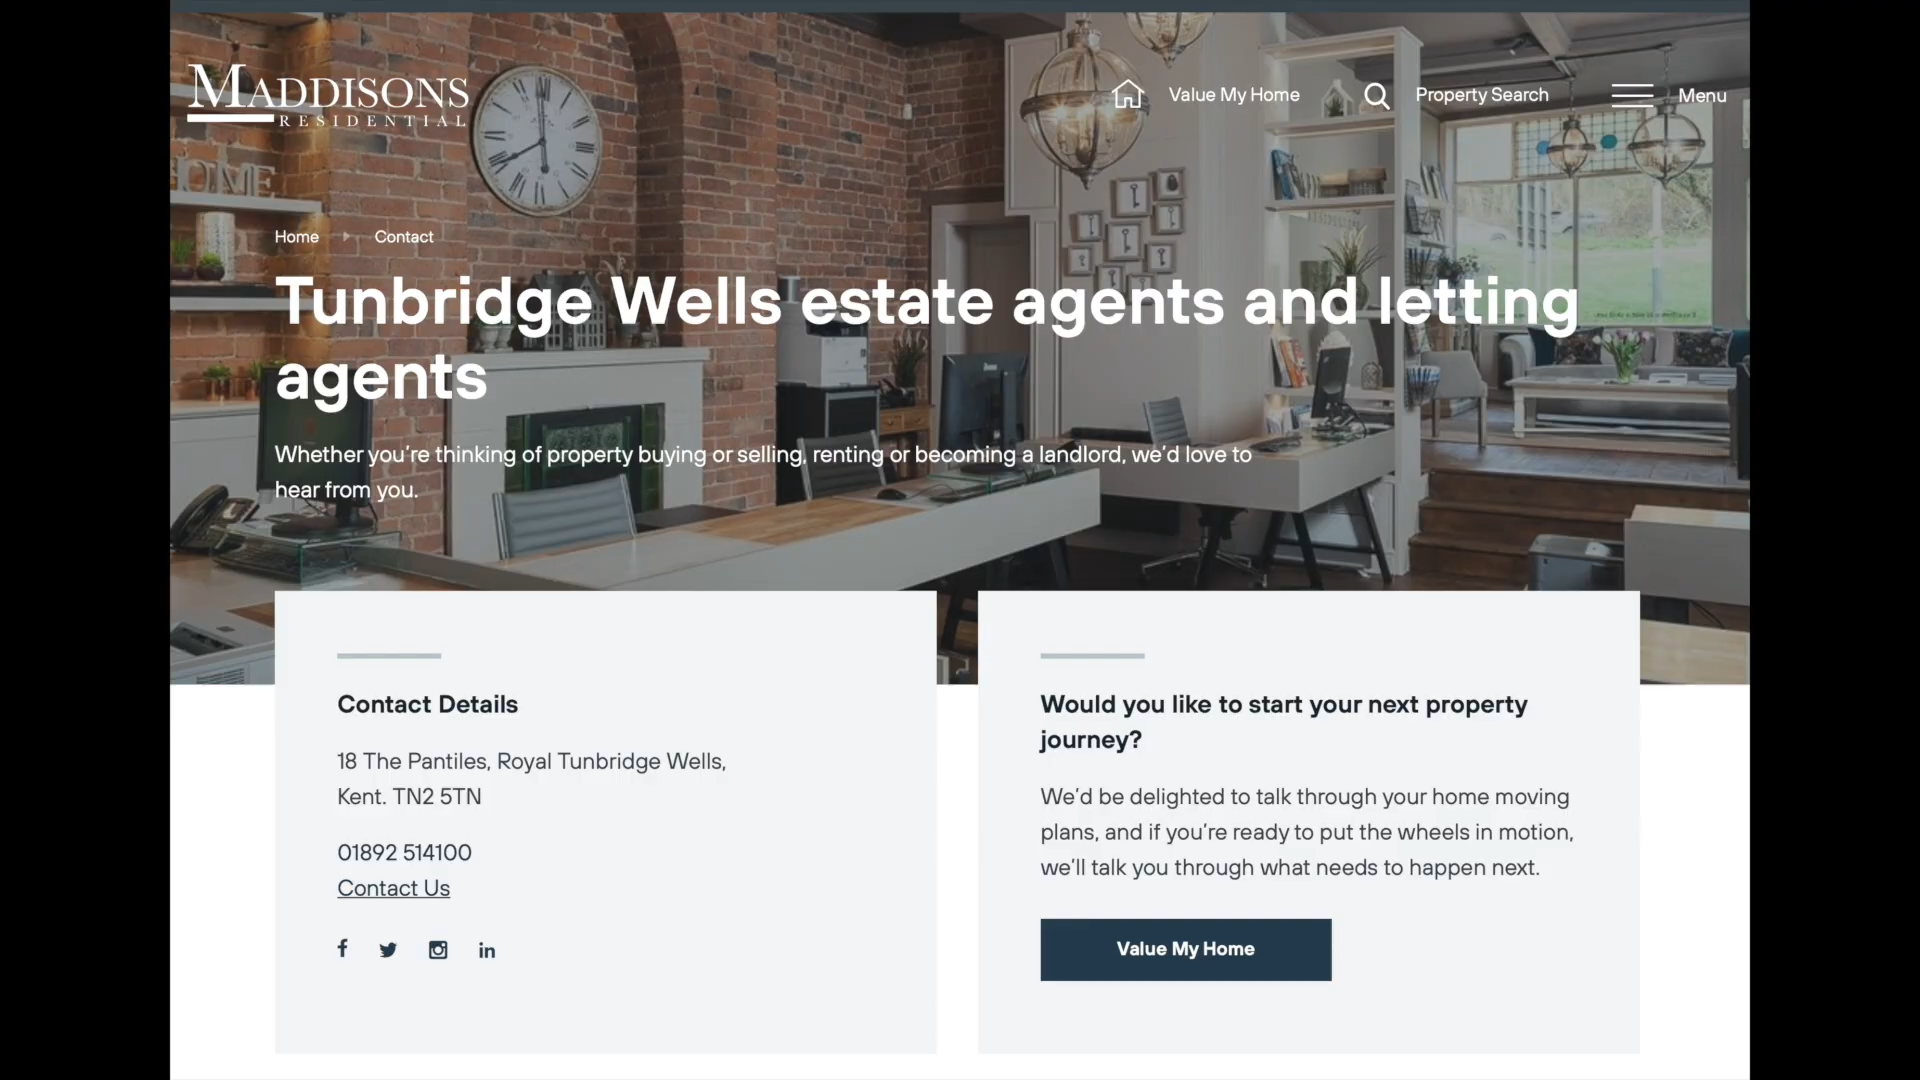 MADDISONS
RESIDENTIAL
Value My Home
Property Search
Menu
HOME
Home
Contact
Tunbridge Wells estate agents and letting
agents
Whether you're thinking of property buying or selling, renting or becoming a landlord, we'd love to
hear from you.
Contact Details
18 The Pantiles, Royal Tunbridge Wells,
Kent. TN2 5TN
01892 514100
Contact Us
Would you like to start your next property
journey?
We'd be delighted to talk through your home moving
plans, and if you're ready to put the wheels in motion,
we'll talk you through what needs to happen next.
Value My Home